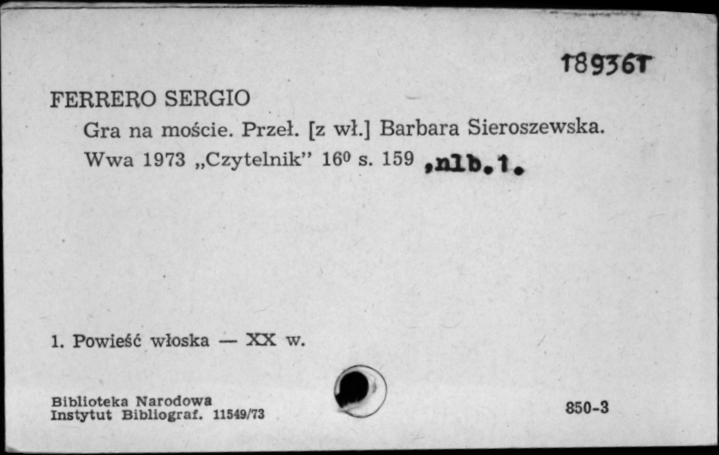 18936T
FERRERO SERGIO
Gra na moście. Przeł. [z wł.] Barbara Sieroszewska.
Wwa 1973 „Czytelnik” 16⁰ s. 159 ,nlb.1.
1. Powieść włoska — XX w.
Biblioteka Narodowa
Instytut Bibliograf. 11549/73
850-3